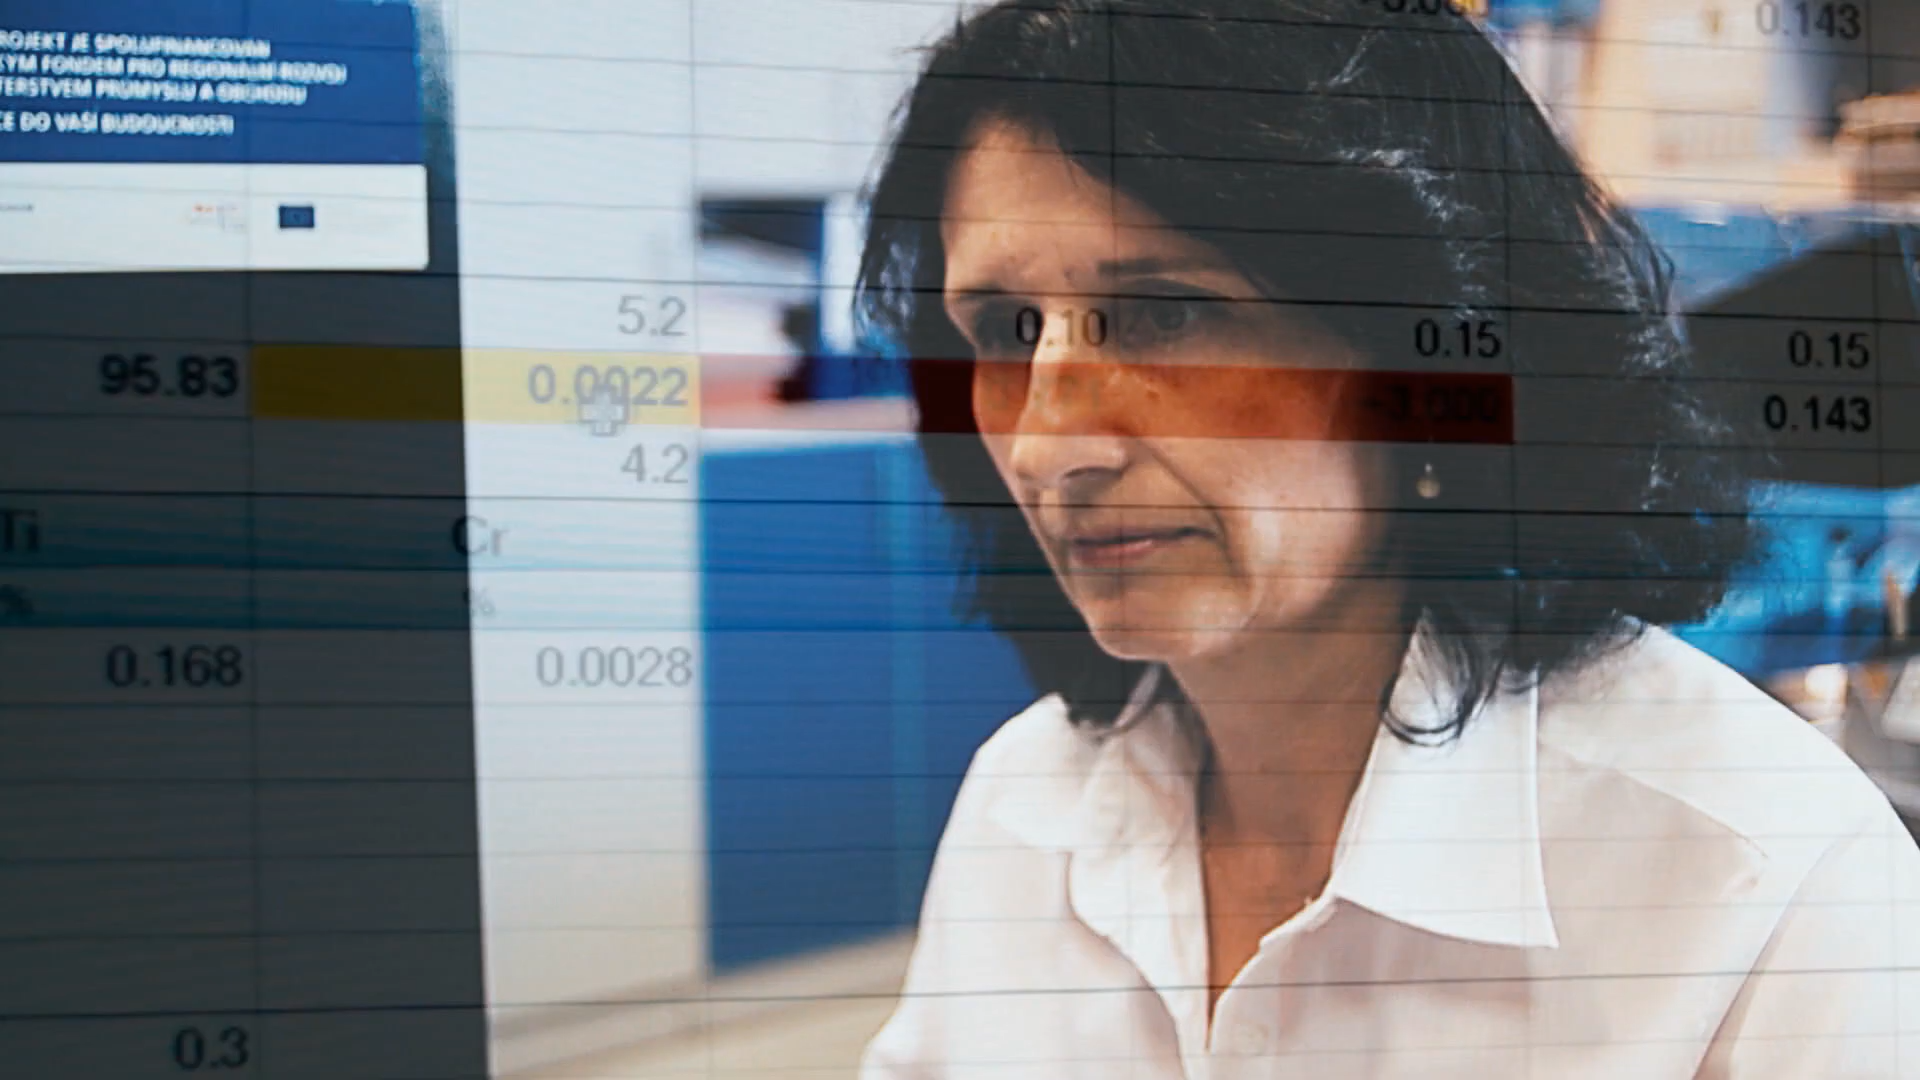 0.143
ROJEKT JE SPOLUFINANCOVÁN
KÝM FONDEM PRO REGIONÁLNÍ ROZVOJ
TERSTVEM PRŮMYSLU A OBCHODU
CE DO VAŠÍ BUDOUCNOSTI
5.2 0.10 0.15 0.15
95.83 0.0022 -3.000 0.143
4.2
Ti Cr
% %
0.168 0.0028
0.3